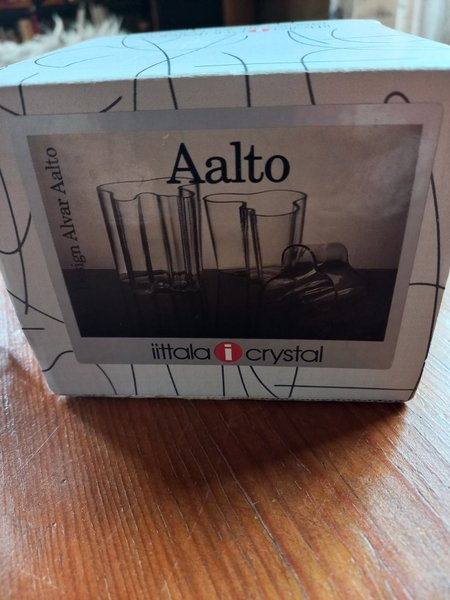 Aalto
Design Alvar Aalto
iittala i crystal